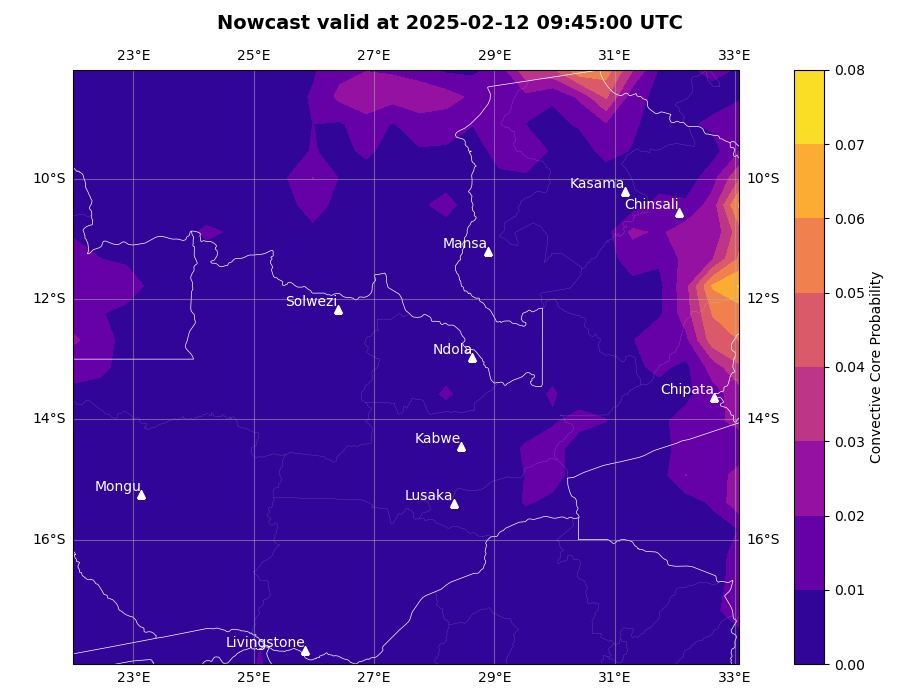 Nowcast valid at 2025-02-12 09:45:00 UTC
23°E 25°E 27°E 29°E 31°E 33°E
0.08
0.07
10°S Kasama 10°S
Chinsali
0.06
Mansa
0.05
12°S Solwezi 12°S
Ndola
0.04
Chipata
14°S 14°S
Kabwe
0.03
Mongu
Lusaka
0.02
16°S 16°S
0.01
Livingstone
0.00
23°E 25°E 27°E 29°E 31°E 33°E
Convective Core Probability